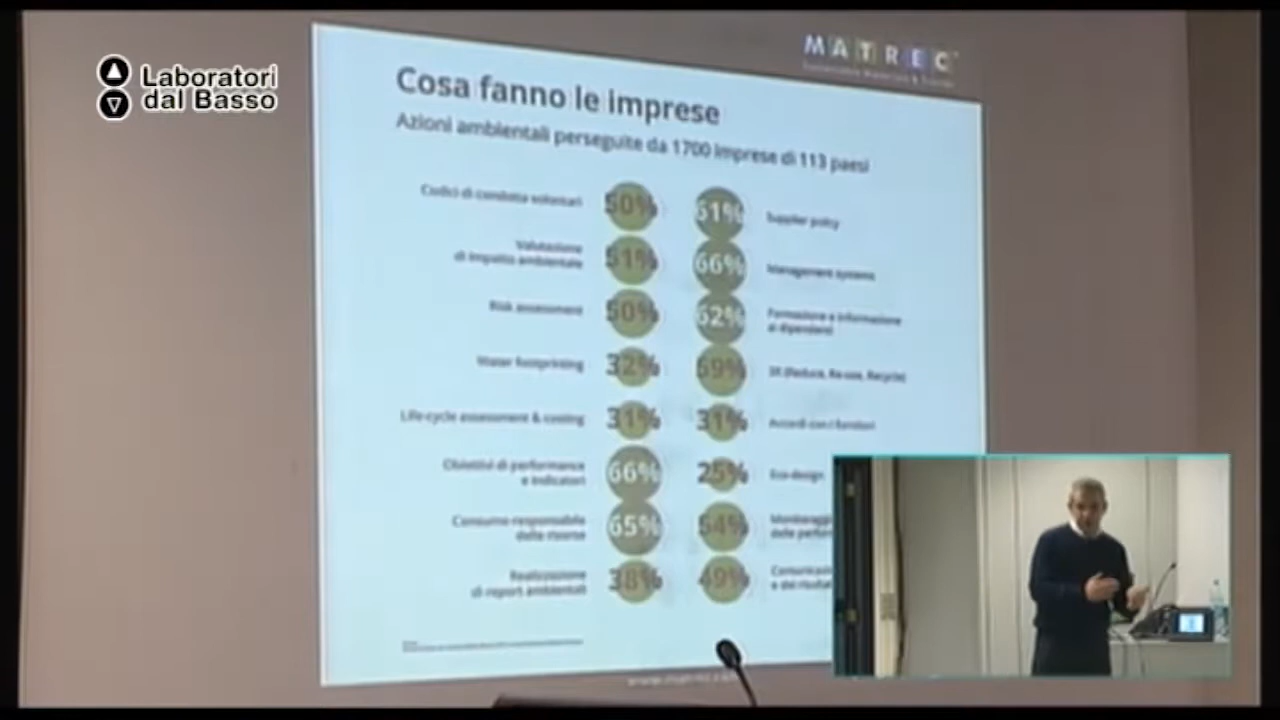 Laboratori
dal Basso
MATREC
Cosa fanno le imprese
Azioni ambientali perseguite da 1700 imprese di 113 paesi
Codici di condotta volontari
50%
61%
Supplier policy
Valutazione
di impatto ambientale
51%
66%
Management systems
Risk assessment
50%
62%
Formazione e informazione
ai dipendenti
Water footprinting
32%
59%
3R (Reduce, Re-use, Recycle)
Life-cycle assessment & costing
31%
31%
Accordi con i fornitori
Obiettivi di performance
e indicatori
66%
25%
Eco-design
Consumo responsabile
delle risorse
65%
54%
Realizzazione
di report ambientali
38%
49%